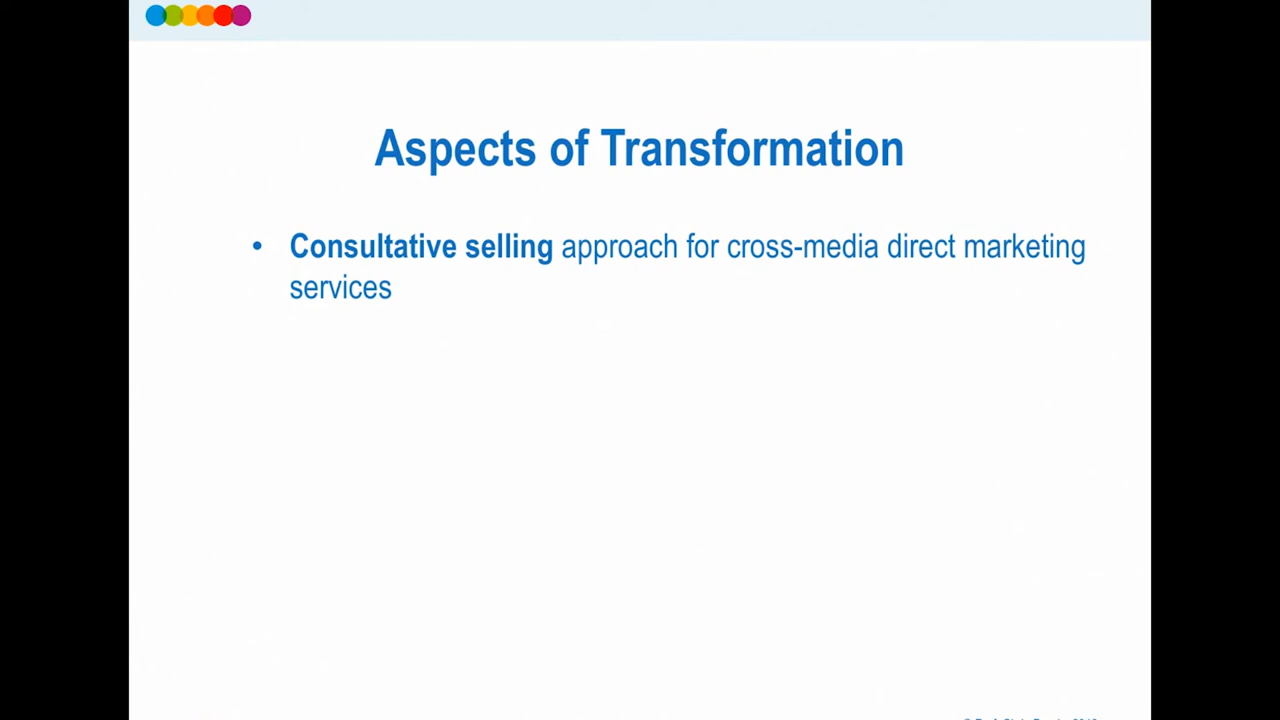 Aspects of Transformation
• Consultative selling approach for cross-media direct marketing
services